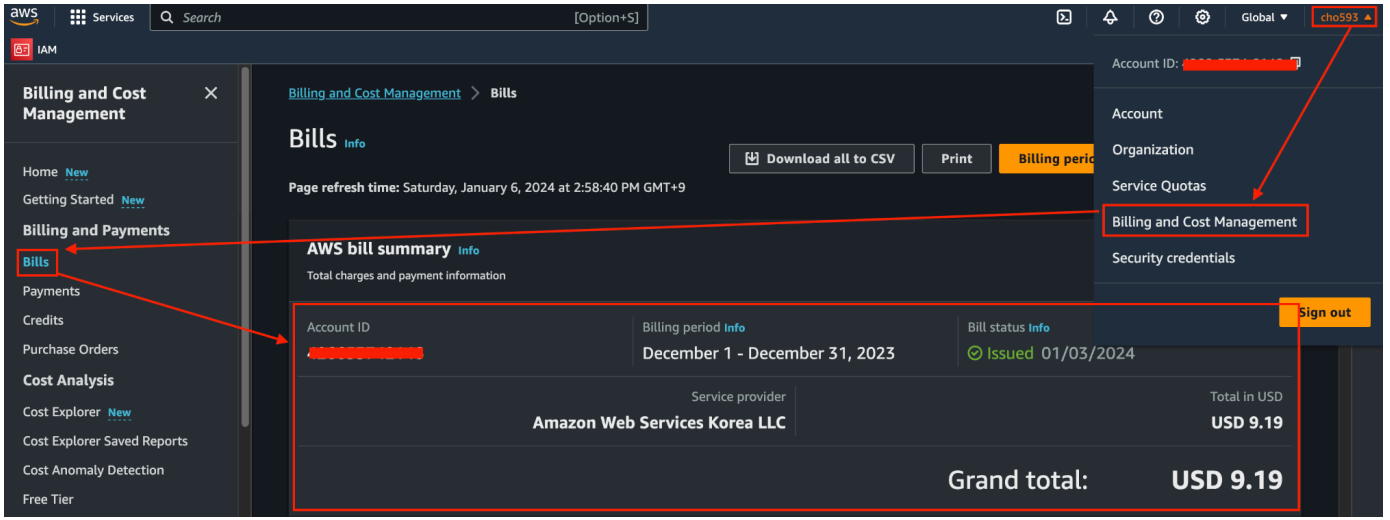 aws Services Search [Option+S] Global cho593
IAM
Billing and Cost Management
Home New
Getting Started New
Billing and Payments
Bills
Payments
Credits
Purchase Orders
Cost Analysis
Cost Explorer New
Cost Explorer Saved Reports
Cost Anomaly Detection
Free Tier
Billing and Cost Management > Bills
Bills Info
Download all to CSV
Print
Billing peric
Page refresh time: Saturday, January 6, 2024 at 2:58:40 PM GMT+9
AWS bill summary Info
Total charges and payment information
Account ID
Billing period Info
December 1 - December 31, 2023
Bill status Info
Issued 01/03/2024
Service provider
Amazon Web Services Korea LLC
Total in USD
USD 9.19
Grand total: USD 9.19
Account ID:
Account
Organization
Service Quotas
Billing and Cost Management
Security credentials
Sign out